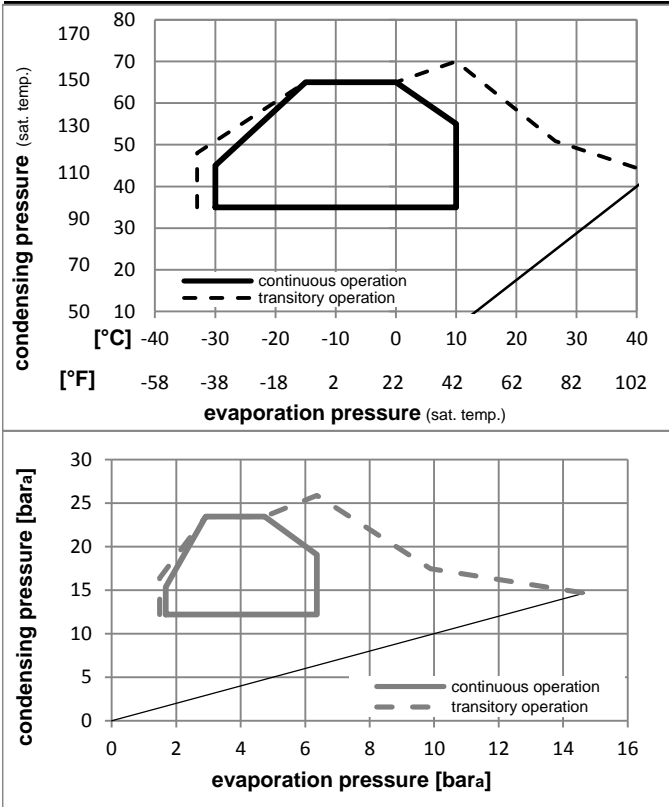 condensing pressure (sat. temp.)
170 80
150 70
60
130
50
110
40
90
30
70
20
50 10
continuous operation
transitory operation
[°C] -40 -30 -20 -10 0 10 20 30 40
[°F] -58 -38 -18 2 22 42 62 82 102
evaporation pressure (sat. temp.)
condensing pressure [bara]
30
25
20
15
10
5
0
continuous operation
transitory operation
0 2 4 6 8 10 12 14 16
evaporation pressure [bara]